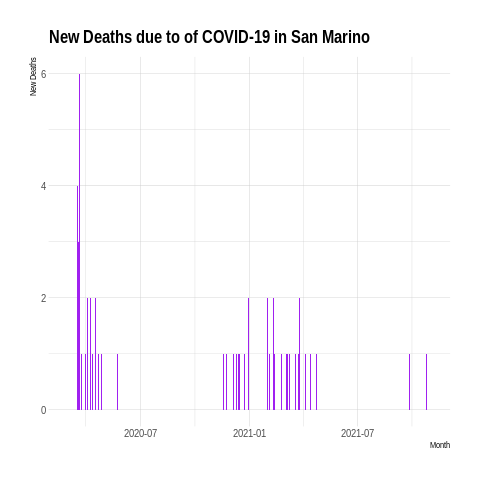 New Deaths due to of COVID-19 in San Marino
New Deaths
6
4
2
0
2020-07 2021-01 2021-07
Month